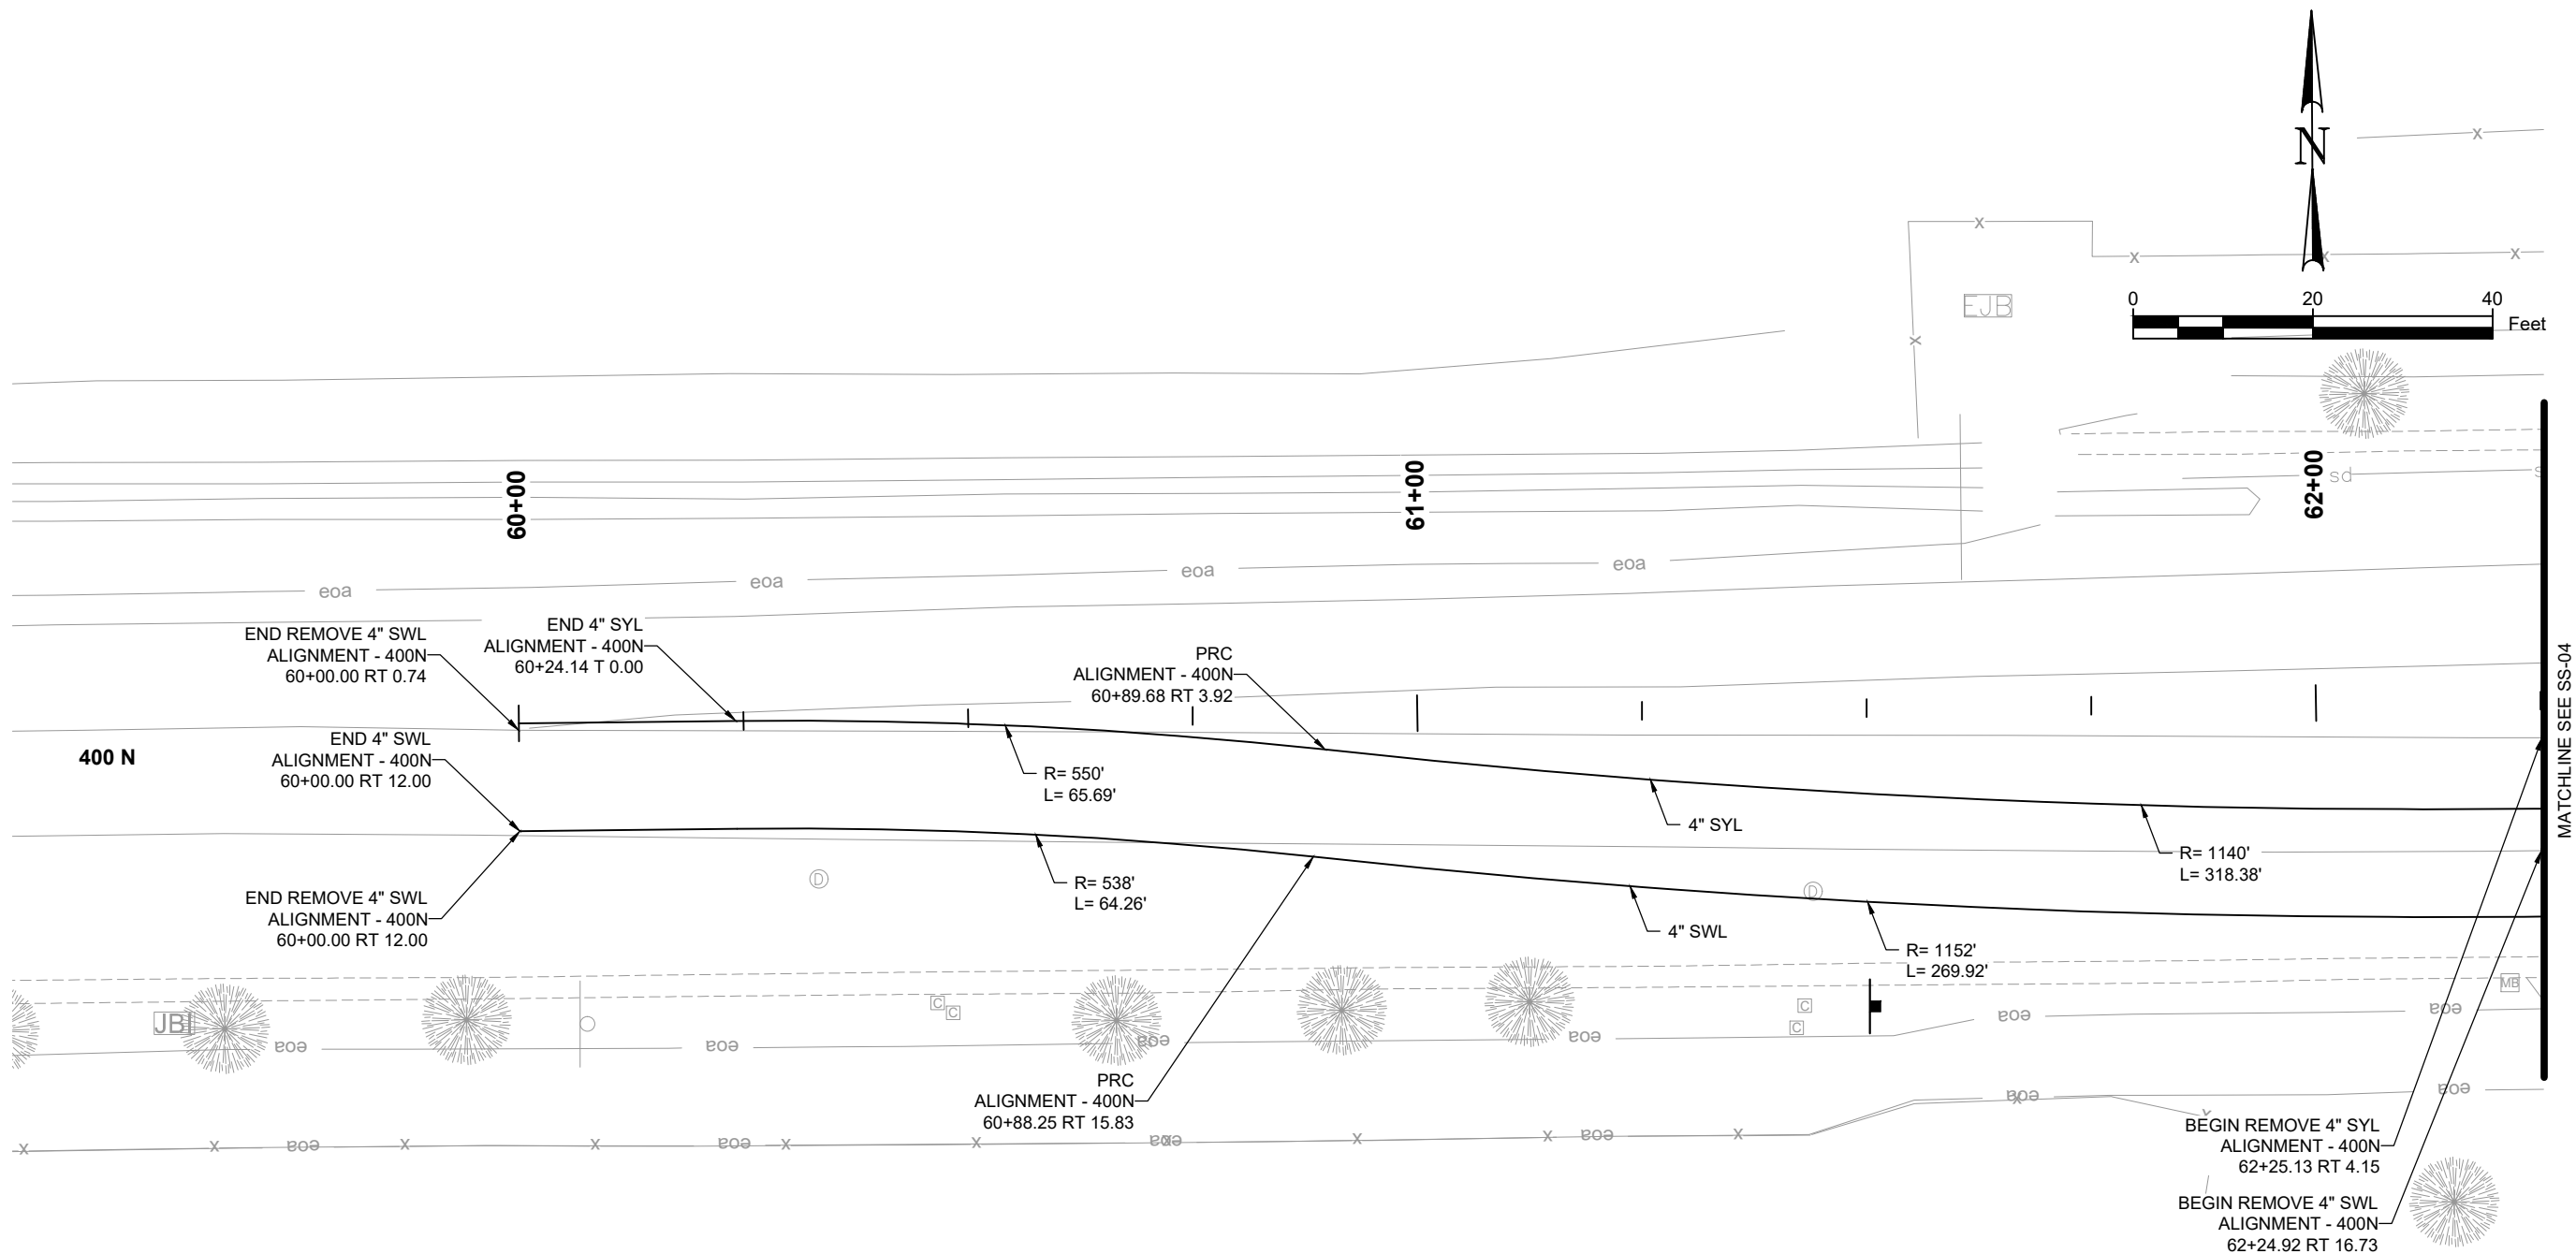 N
0 20 40
Feet
EJB
60+00
61+00
62+00
sd
eoa eoa eoa eoa
END REMOVE 4" SWL
ALIGNMENT - 400N
60+00.00 RT 0.74
END 4" SYL
ALIGNMENT - 400N
60+24.14 T 0.00
PRC
ALIGNMENT - 400N
60+89.68 RT 3.92
MATCHLINE SEE SS-04
400 N
END 4" SWL
ALIGNMENT - 400N
60+00.00 RT 12.00
R= 550'
L= 65.69'
4" SYL
R= 1140'
L= 318.38'
END REMOVE 4" SWL
ALIGNMENT - 400N
60+00.00 RT 12.00
D
R= 538'
L= 64.26'
D
4" SWL
R= 1152'
L= 269.92'
JB
C
C
C
C
MB
eoa eoa eoa eoa eoa eoa
PRC
ALIGNMENT - 400N
60+88.25 RT 15.83
eoa eoa eoa eoa eoa eoa
BEGIN REMOVE 4" SYL
ALIGNMENT - 400N
62+25.13 RT 4.15
BEGIN REMOVE 4" SWL
ALIGNMENT - 400N
62+24.92 RT 16.73